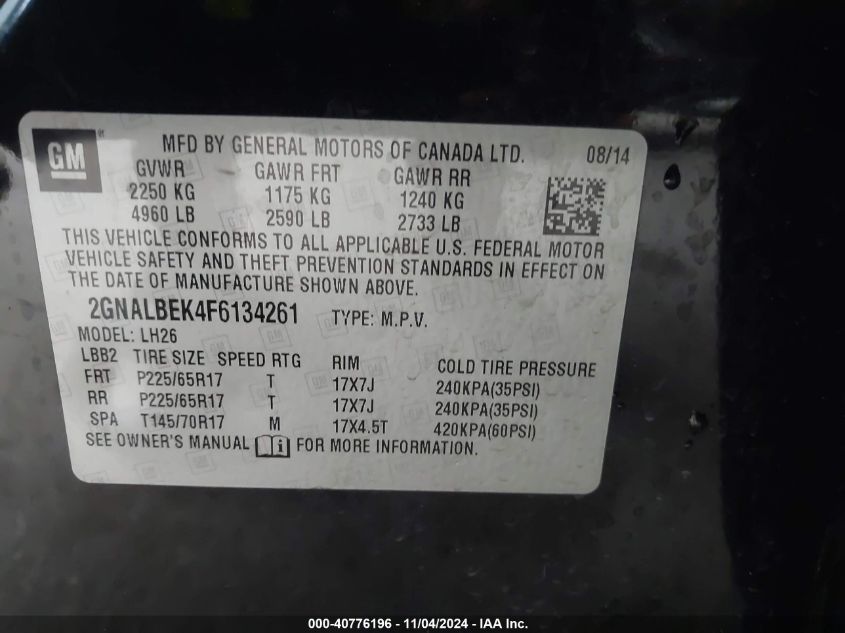 GM
MFD BY GENERAL MOTORS OF CANADA LTD. 08/14
GVWR GAWR FRT GAWR RR
2250 KG 1175 KG 1240 KG
4960 LB 2590 LB 2733 LB
THIS VEHICLE CONFORMS TO ALL APPLICABLE U.S. FEDERAL MOTOR
VEHICLE SAFETY AND THEFT PREVENTION STANDARDS IN EFFECT ON
THE DATE OF MANUFACTURE SHOWN ABOVE.
2GNALBEK4F6134261 TYPE: M.P.V.
MODEL: LH26
LBB2 TIRE SIZE SPEED RTG RIM COLD TIRE PRESSURE
FRT P225/65R17 T 17X7J 240KPA(35PSI)
RR P225/65R17 T 17X7J 240KPA(35PSI)
SPA T145/70R17 M 17X4.5T 420KPA(60PSI)
SEE OWNER'S MANUAL i FOR MORE INFORMATION.
000-40776196 - 11/04/2024 - IAA Inc.